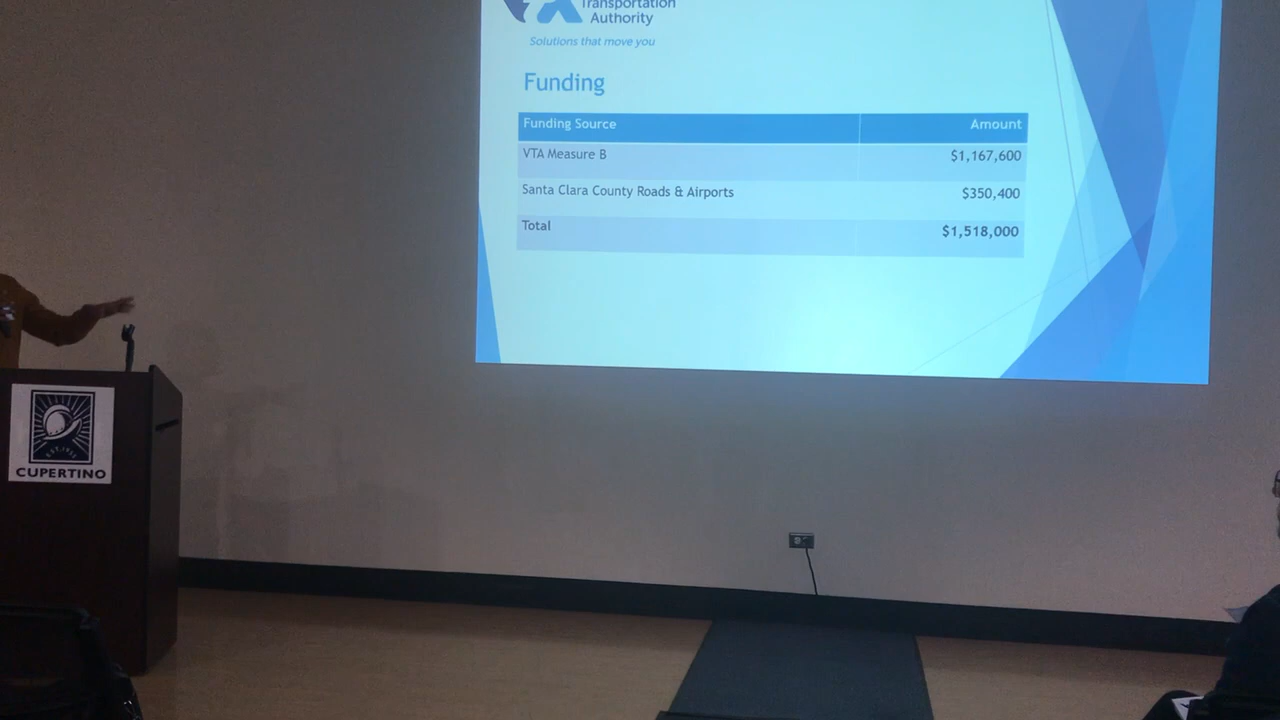 Transportation
Authority
Solutions that move you
Funding
Funding Source Amount
VTA Measure B $1,167,600
Santa Clara County Roads & Airports $350,400
Total $1,518,000
CUPERTINO